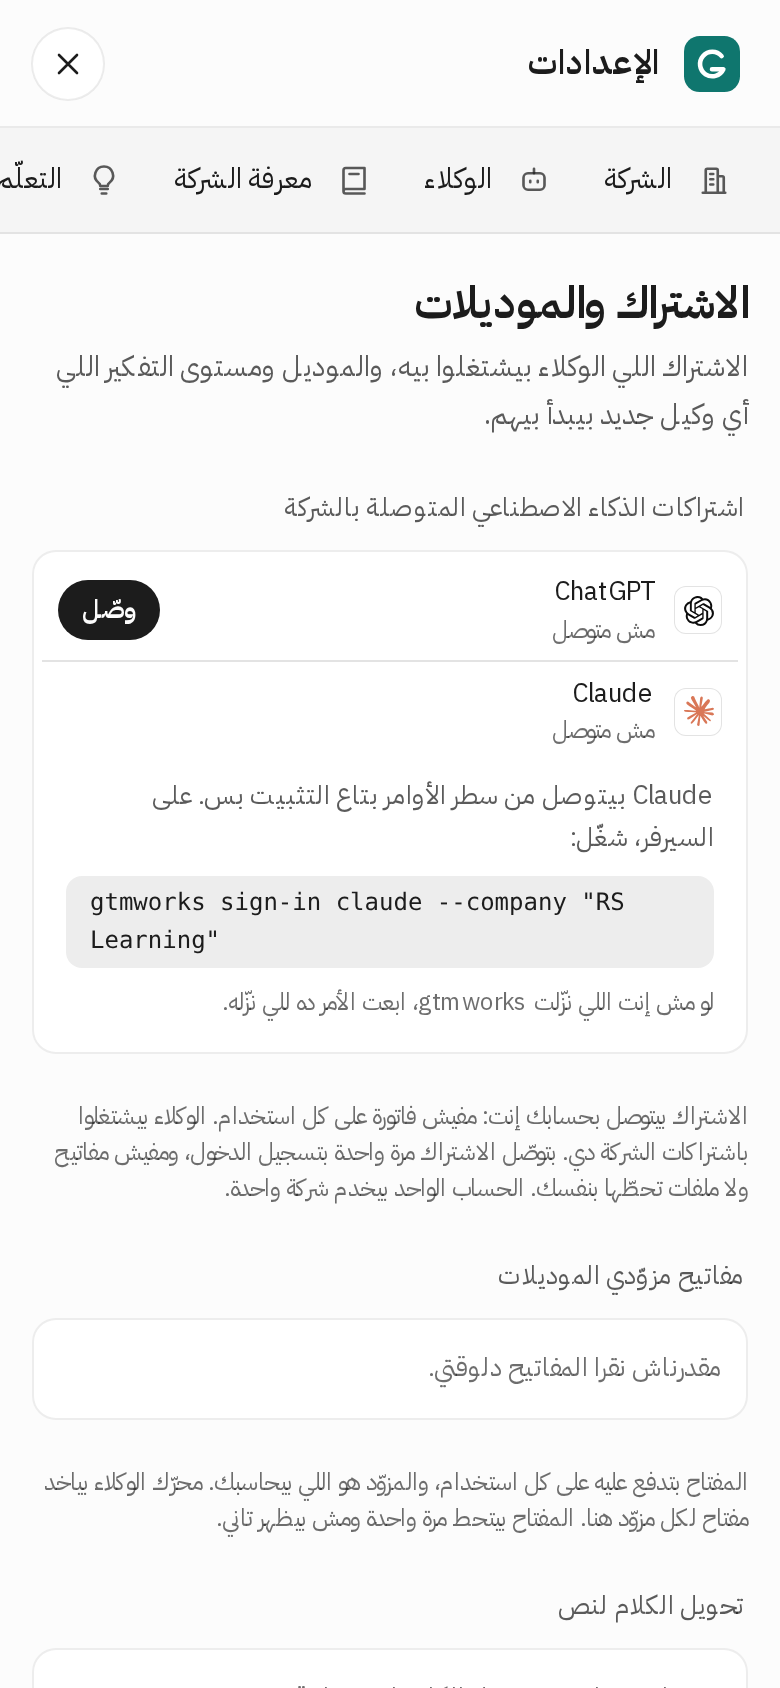 الإعدادات
الشركة
الوكلاء
معرفة الشركة
الاشتراك والموديلات
الاشتراك اللي الوكلاء بيشتغلوا بيه، والموديل ومستوى التفكير اللي
أي وكيل جديد بيبدأ بيهم.
اشتراكات الذكاء الاصطناعي المتوصلة بالشركة
ChatGPT
مش متوصل
وصّل
Claude
مش متوصل
Claude بيتوصل من سطر الأوامر بتاع التثبيت بس. على
السيرفر، شغّل:
gtmworks sign-in claude --company "RS
Learning"
لو مش إنت اللي نزّلت gtmworks، ابعت الأمر ده للي نزّله.
الاشتراك بيتوصل بحسابك إنت: مفيش فاتورة على كل استخدام. الوكلاء بيشتغلوا
باشتراكات الشركة دي. بتوصّل الاشتراك مرة واحدة بتسجيل الدخول، ومفيش مفاتيح
ولا ملفات تحطّها بنفسك. الحساب الواحد بيخدم شركة واحدة.
مفاتيح مزوّدي الموديلات
مقدرناش نقرا المفاتيح دلوقتي.
المفتاح بتدفع عليه على كل استخدام، والمزوّد هو اللي بيحاسبك. محرّك الوكلاء بياخد
مفتاح لكل مزوّد هنا. المفتاح بيتحط مرة واحدة ومش بيظهر تاني.
تحويل الكلام لنص